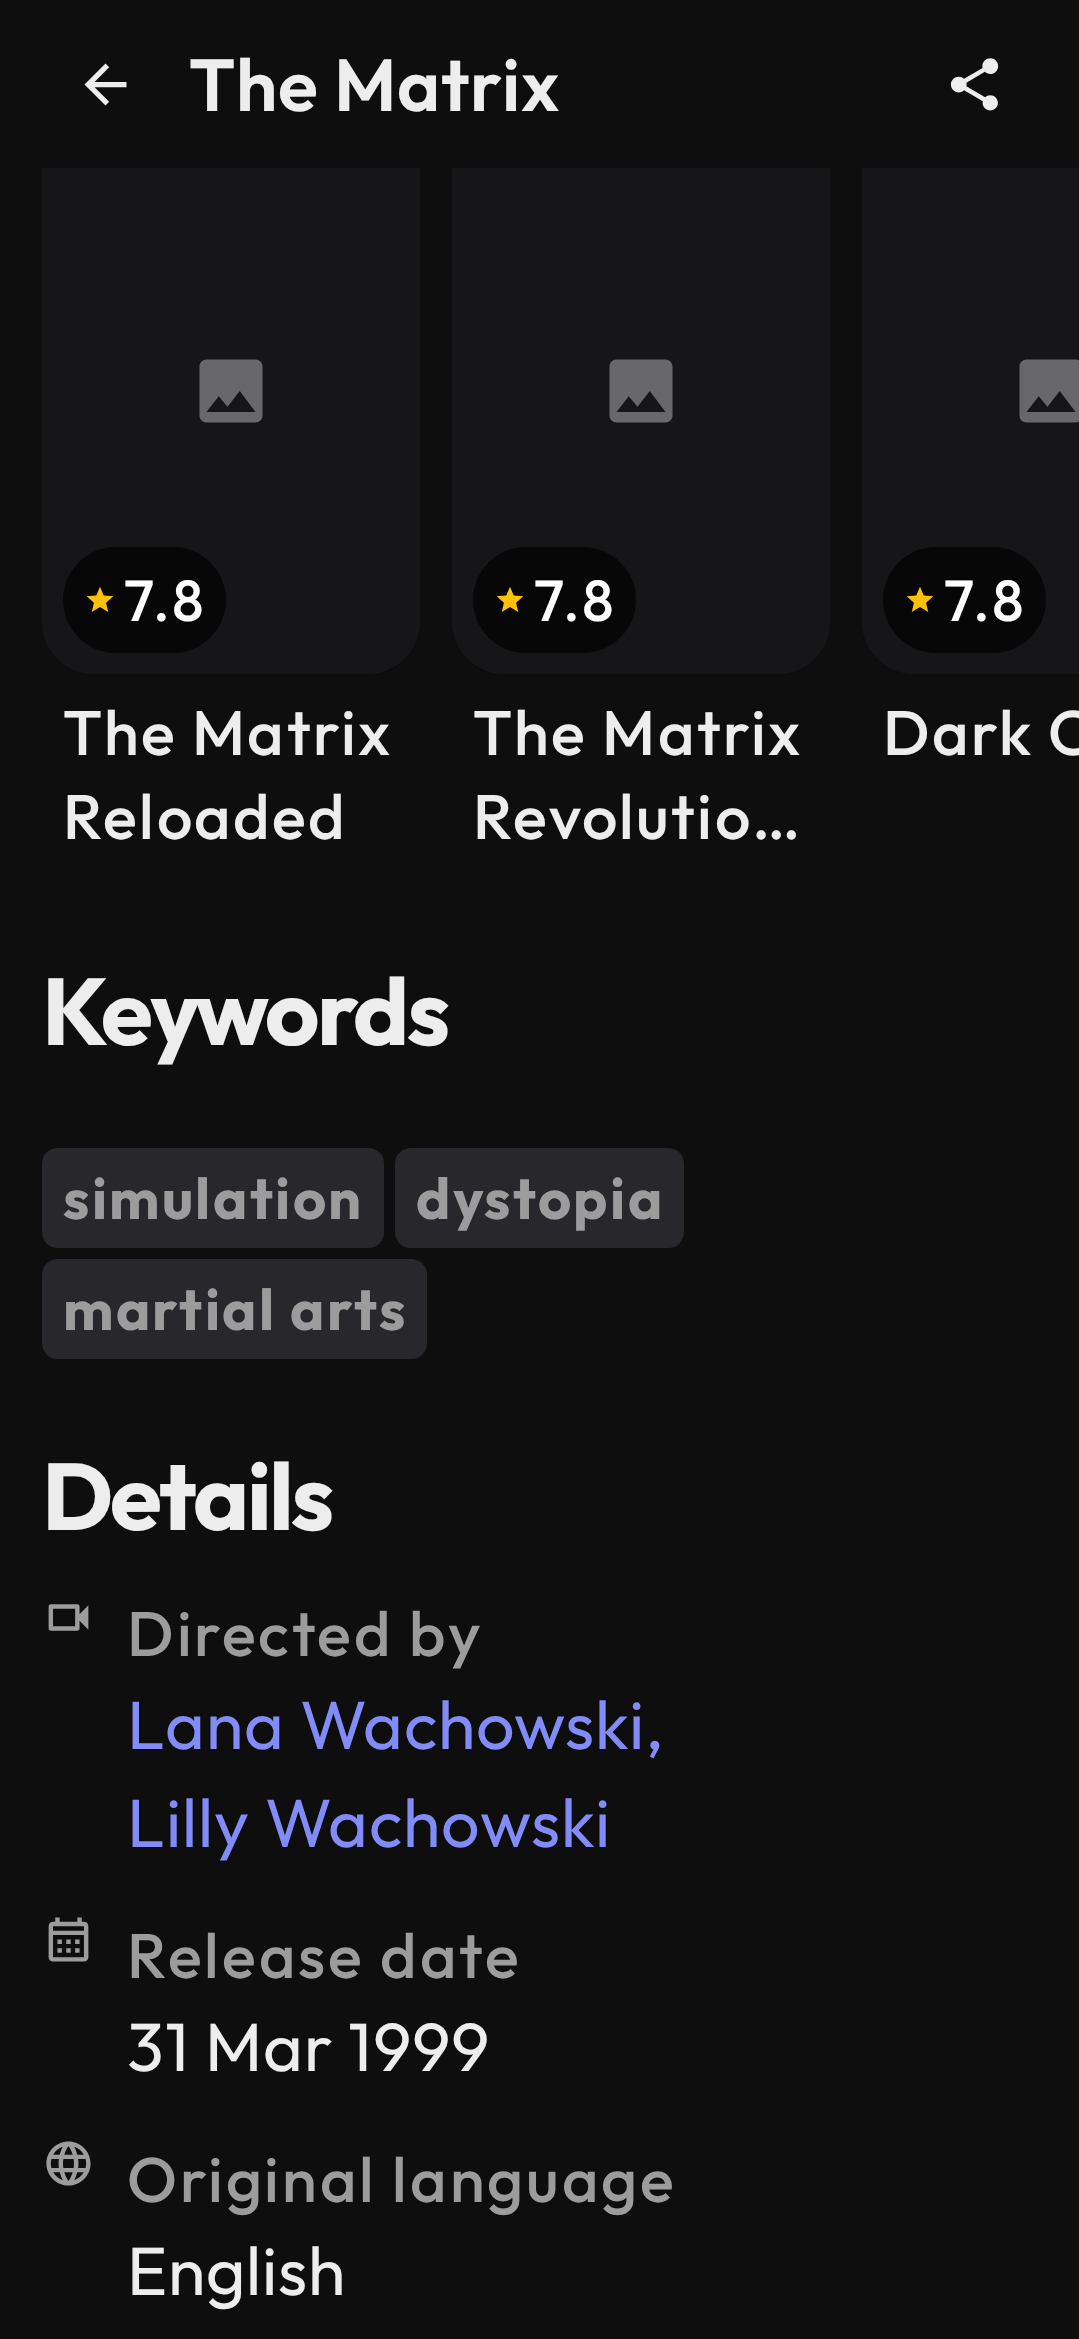 The Matrix
7.8
7.8
7.8
The Matrix
Reloaded
The Matrix
Revolutio...
Dark
Keywords
simulation
dystopia
martial arts
Details
Directed by
Lana Wachowski,
Lilly Wachowski
Release date
31 Mar 1999
Original language
English